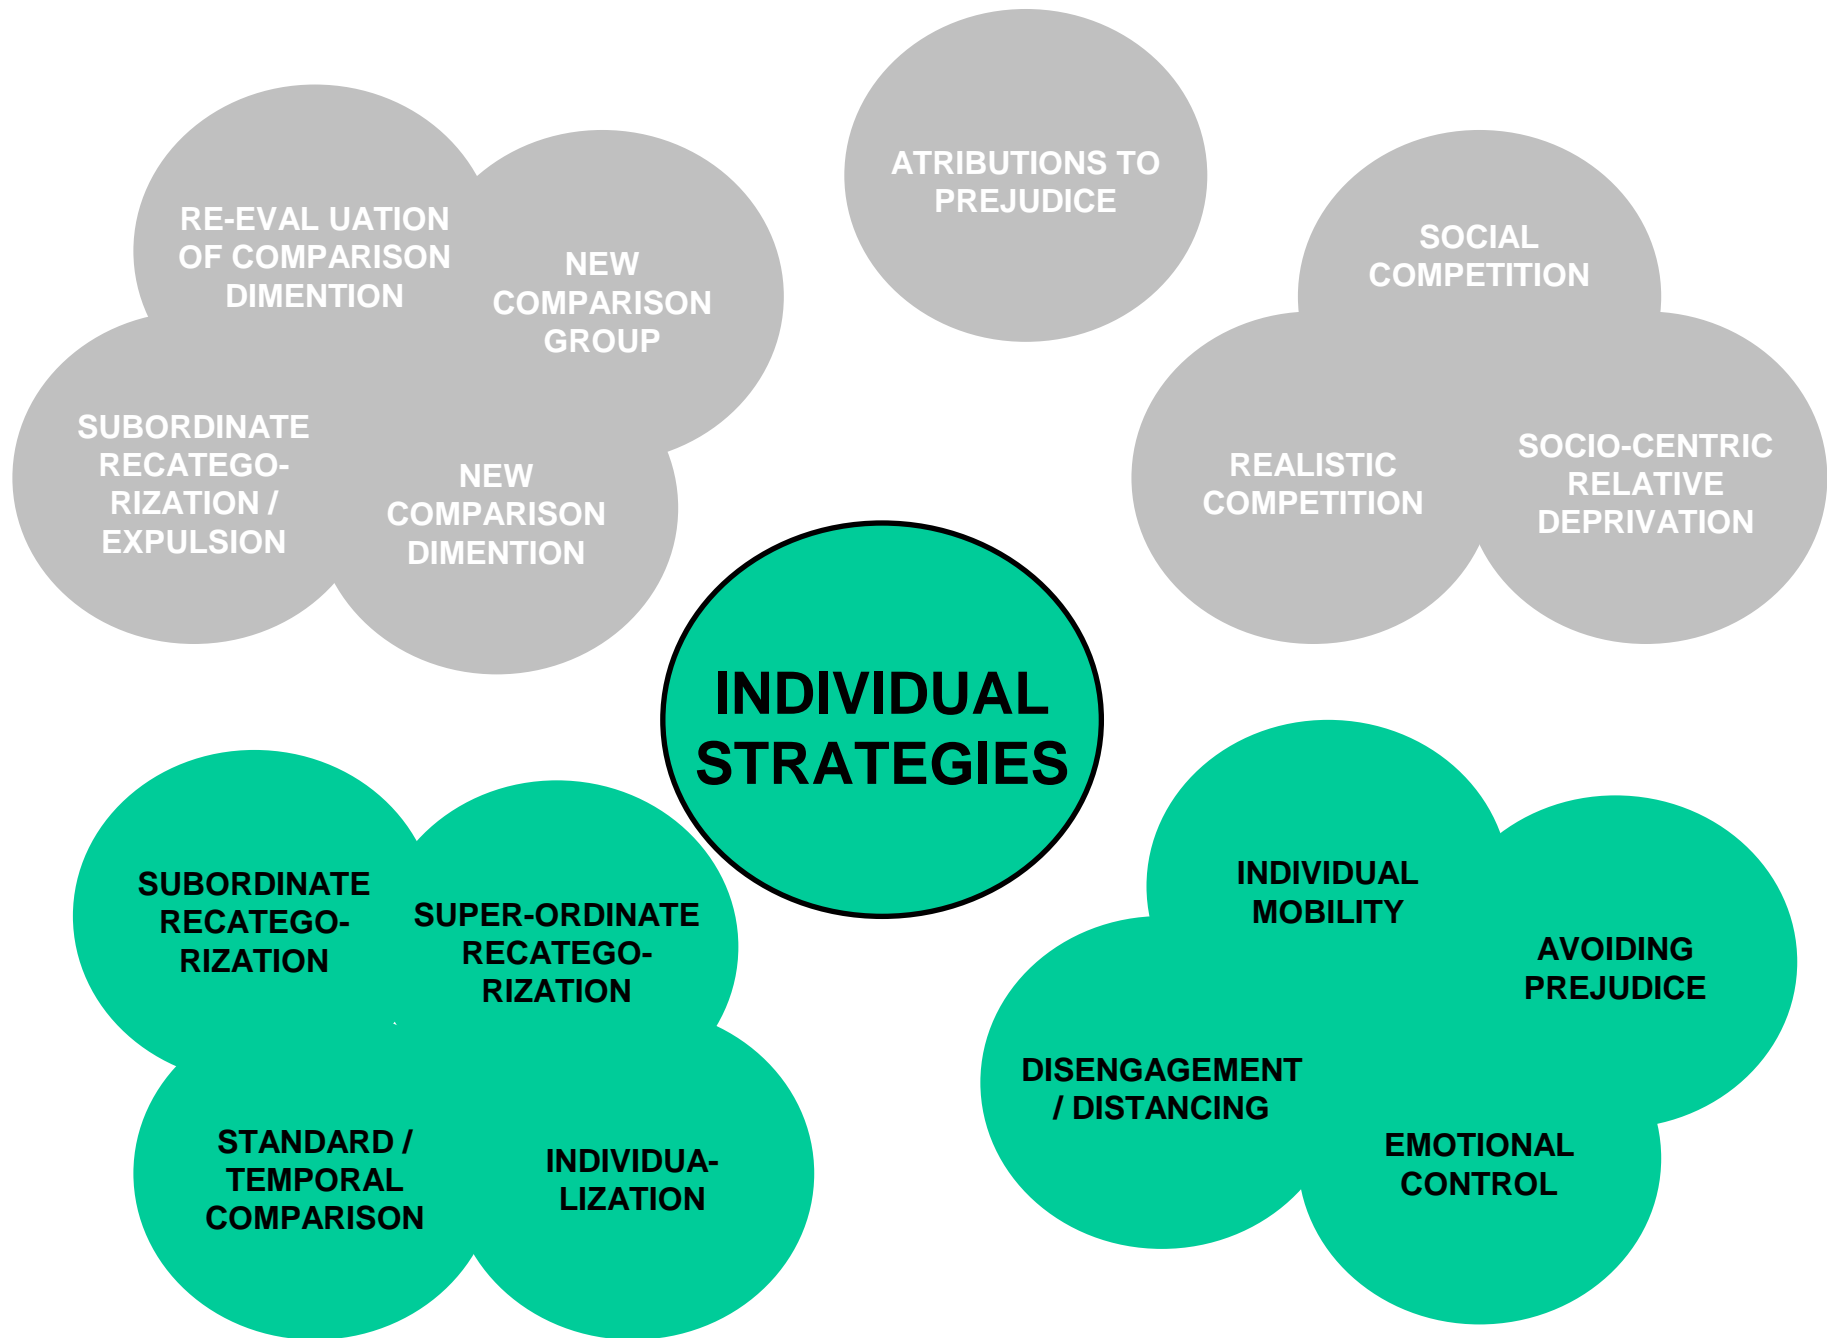 ATRIBUTIONS TO
PREJUDICE
RE-EVAL UATION
OF COMPARISON
DIMENTION
NEW
COMPARISON
GROUP
SUBORDINATE
RECATEGO-
RIZATION /
EXPULSION
NEW
COMPARISON
DIMENTION
SOCIAL
COMPETITION
REALISTIC
COMPETITION
SOCIO-CENTRIC
RELATIVE
DEPRIVATION
INDIVIDUAL
STRATEGIES
SUBORDINATE
RECATEGO-
RIZATION
SUPER-ORDINATE
RECATEGO-
RIZATION
STANDARD /
TEMPORAL
COMPARISON
INDIVIDUA-
LIZATION
INDIVIDUAL
MOBILITY
AVOIDING
PREJUDICE
DISENGAGEMENT
/ DISTANCING
EMOTIONAL
CONTROL